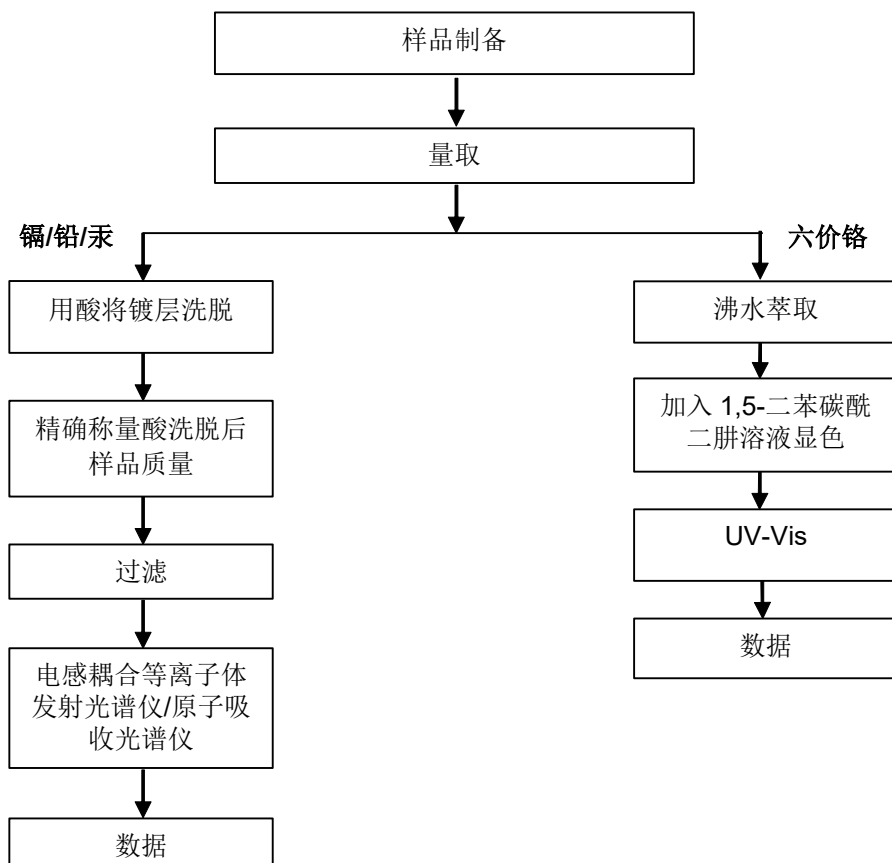 样品制备
量取
镉/铅/汞
用酸将镀层洗脱
精确称量酸洗脱后
样品质量
过滤
电感耦合等离子体
发射光谱仪/原子吸
收光谱仪
数据
六价铬
沸水萃取
加入 1,5-二苯碳酰
二肼溶液显色
UV-Vis
数据